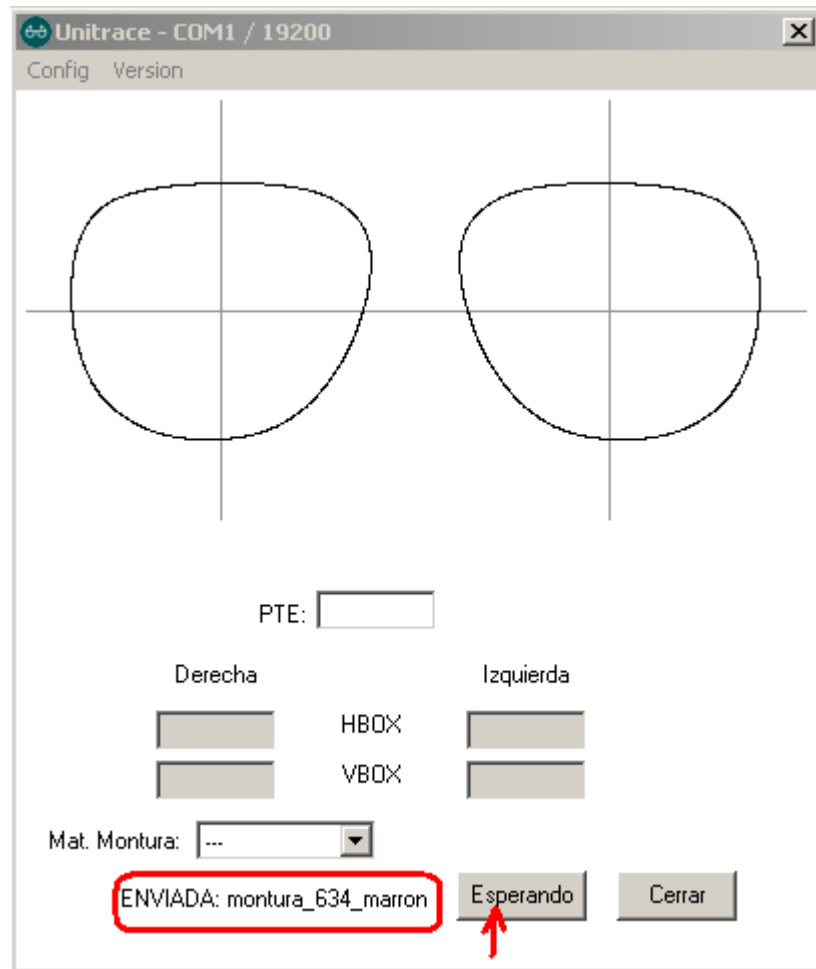 Unitrace - COM1 / 19200
Config Version
PTE:
Derecha Izquierda
HBOX
VBOX
Mat. Montura: ---
ENVIADA: montura_634_marron Esperando Cerrar